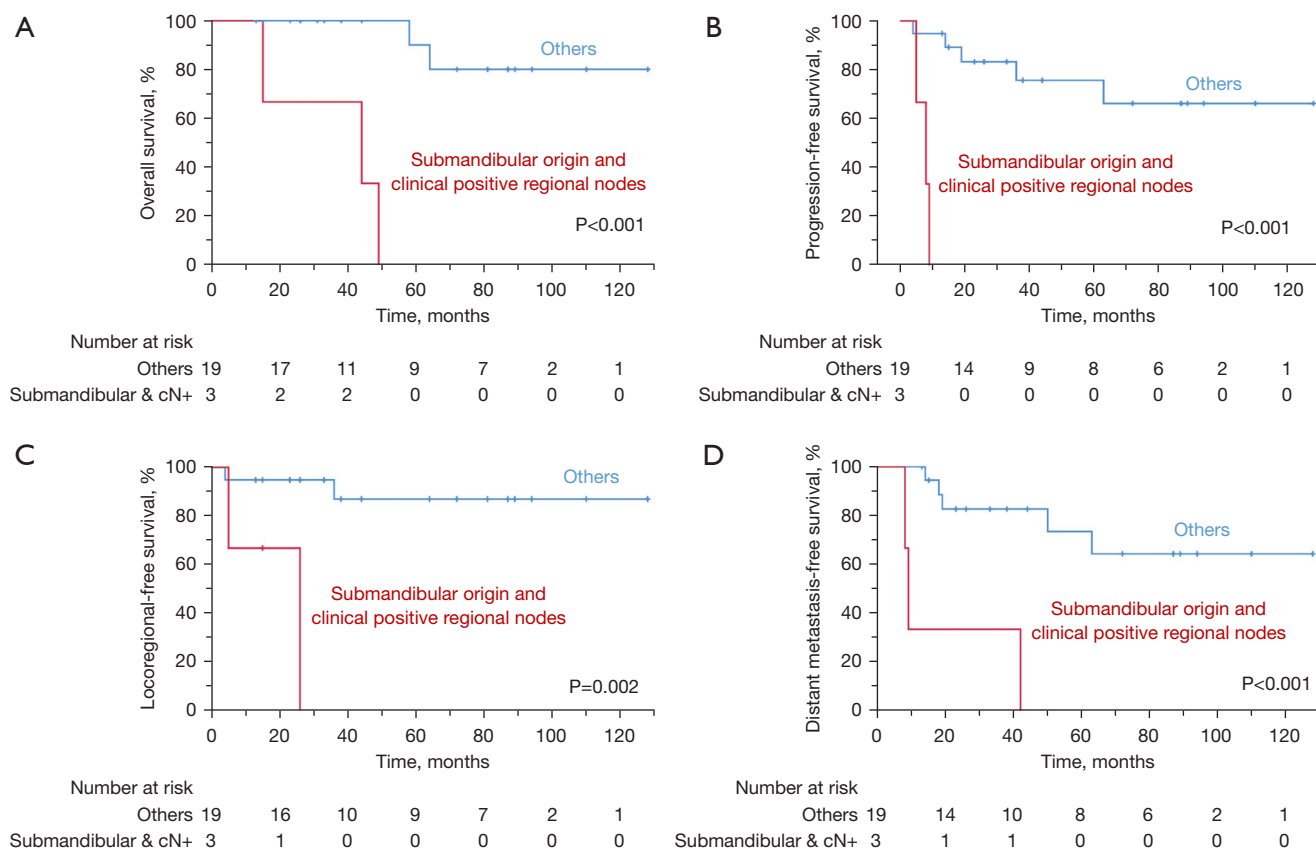 A
Overall survival, %
100
80
60
40
20
0
Others
Submandibular origin and
clinical positive regional nodes
P<0.001
0 20 40 60 80 100 120
Time, months
Number at risk
Others 19 17 11 9 7 2 1
Submandibular & cN+ 3 2 2 0 0 0 0
B
Progression-free survival, %
100
80
60
40
20
0
Others
Submandibular origin and
clinical positive regional nodes
P<0.001
0 20 40 60 80 100 120
Time, months
Number at risk
Others 19 14 9 8 6 2 1
Submandibular & cN+ 3 0 0 0 0 0 0
C
Locoregional-free survival, %
100
80
60
40
20
0
Others
Submandibular origin and
clinical positive regional nodes
P=0.002
0 20 40 60 80 100 120
Time, months
Number at risk
Others 19 16 10 9 7 2 1
Submandibular & cN+ 3 1 0 0 0 0 0
D
Distant metastasis-free survival, %
100
80
60
40
20
0
Others
Submandibular origin and
clinical positive regional nodes
P<0.001
0 20 40 60 80 100 120
Time, months
Number at risk
Others 19 14 10 8 6 2 1
Submandibular & cN+ 3 1 1 0 0 0 0